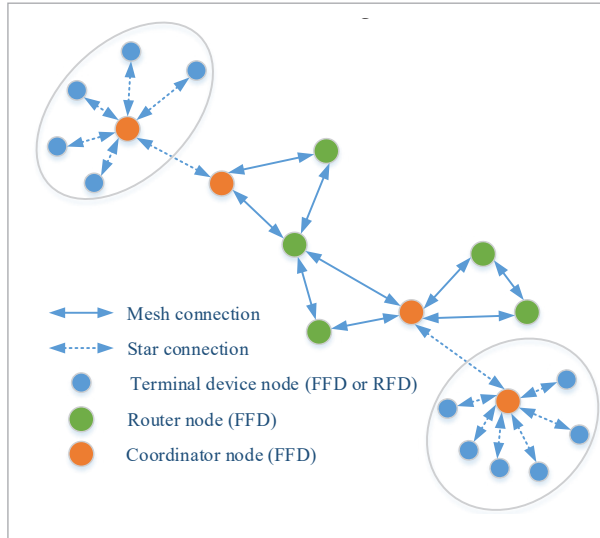 Mesh connection
Star connection
Terminal device node (FFD or RFD)
Router node (FFD)
Coordinator node (FFD)